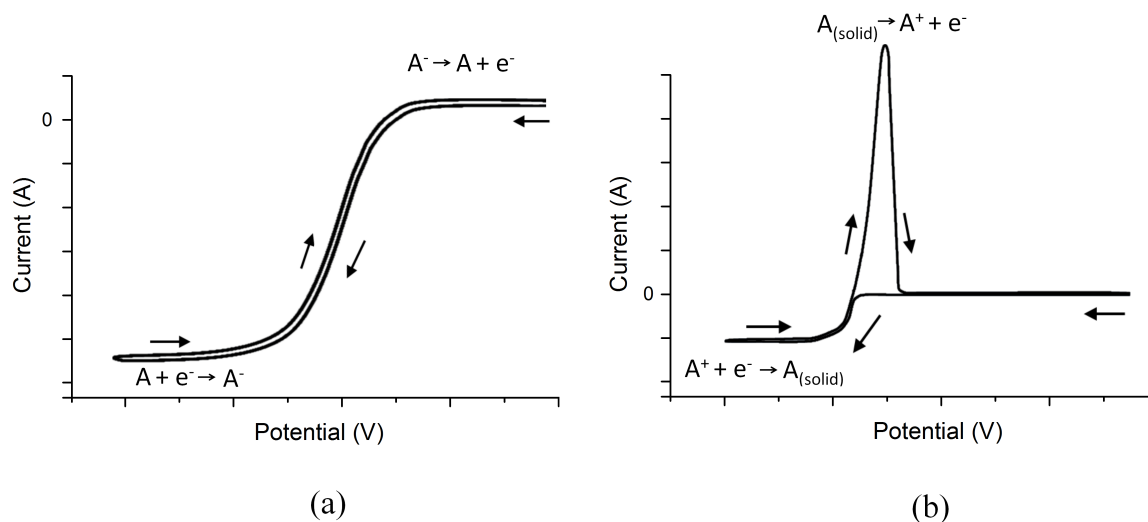 A⁻ → A + e⁻
0
Current (A)
A + e⁻ → A⁻
Potential (V)
(a)
A(solid) → A⁺ + e⁻
Current (A)
0
A⁺ + e⁻ → A(solid)
Potential (V)
(b)